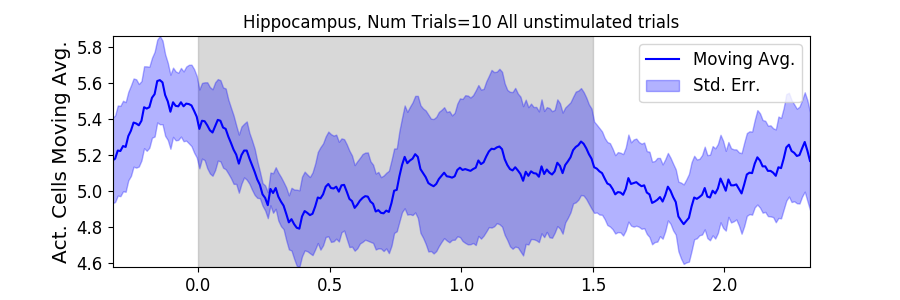 Hippocampus, Num Trials=10 All unstimulated trials
Act. Cells Moving Avg.
5.8
5.6
5.4
5.2
5.0
4.8
4.6
Moving Avg.
Std. Err.
0.0 0.5 1.0 1.5 2.0